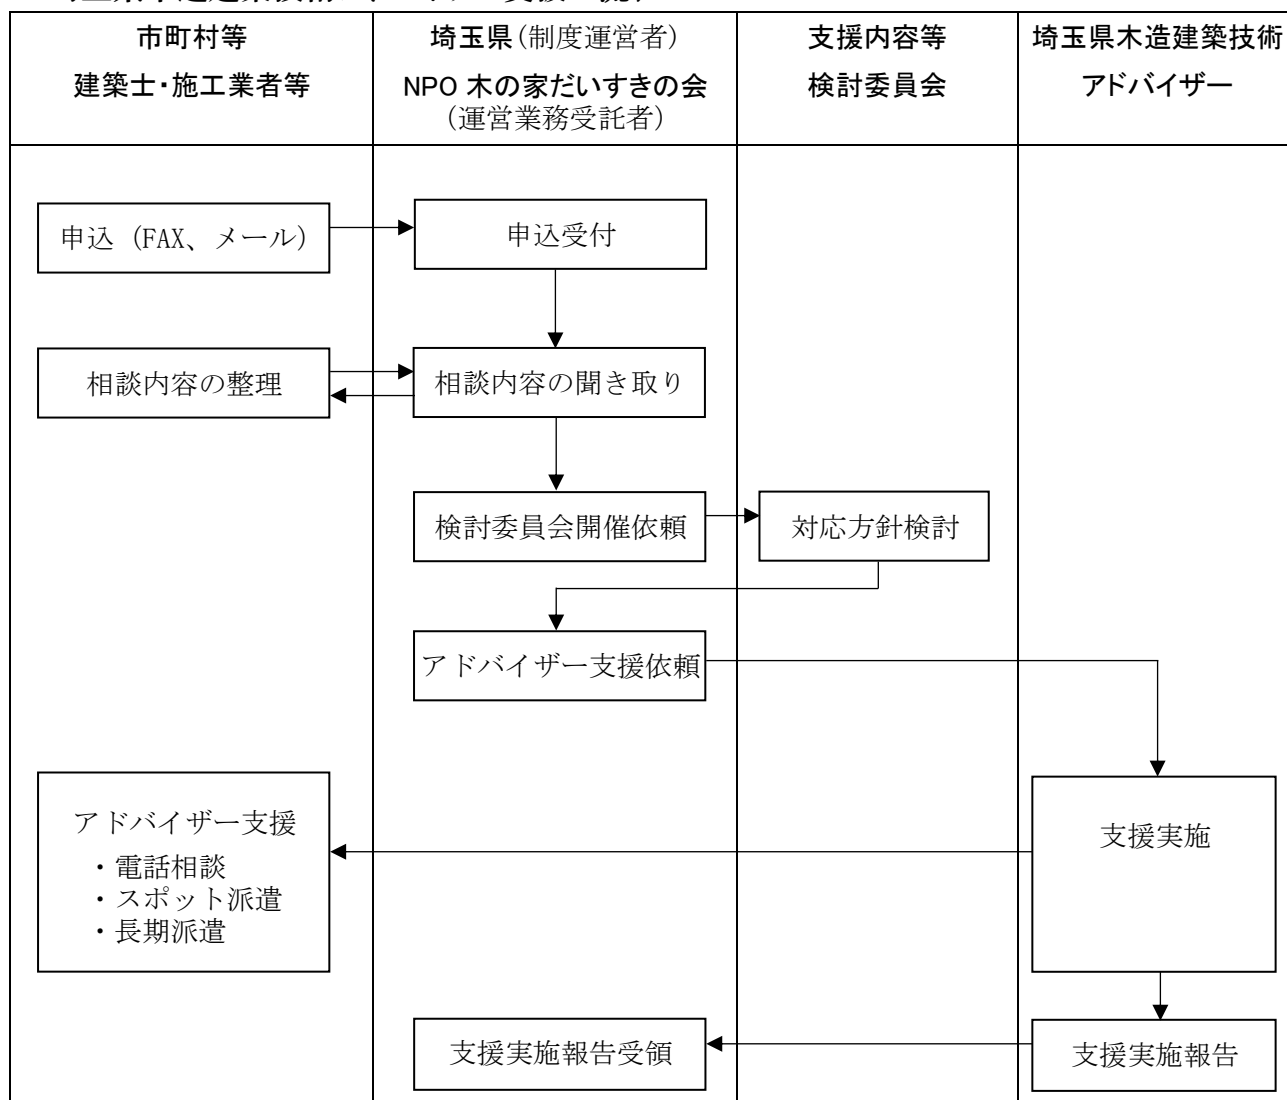 市町村等
建築士・施工業者等
埼玉県(制度運営者)
NPO 木の家だいすきの会
(運営業務受託者)
支援内容等
検討委員会
埼玉県木造建築技術
アドバイザー
申込（FAX、メール）
申込受付
相談内容の整理
相談内容の聞き取り
検討委員会開催依頼
対応方針検討
アドバイザー支援依頼
アドバイザー支援
・電話相談
・スポット派遣
・長期派遣
支援実施
支援実施報告受領
支援実施報告